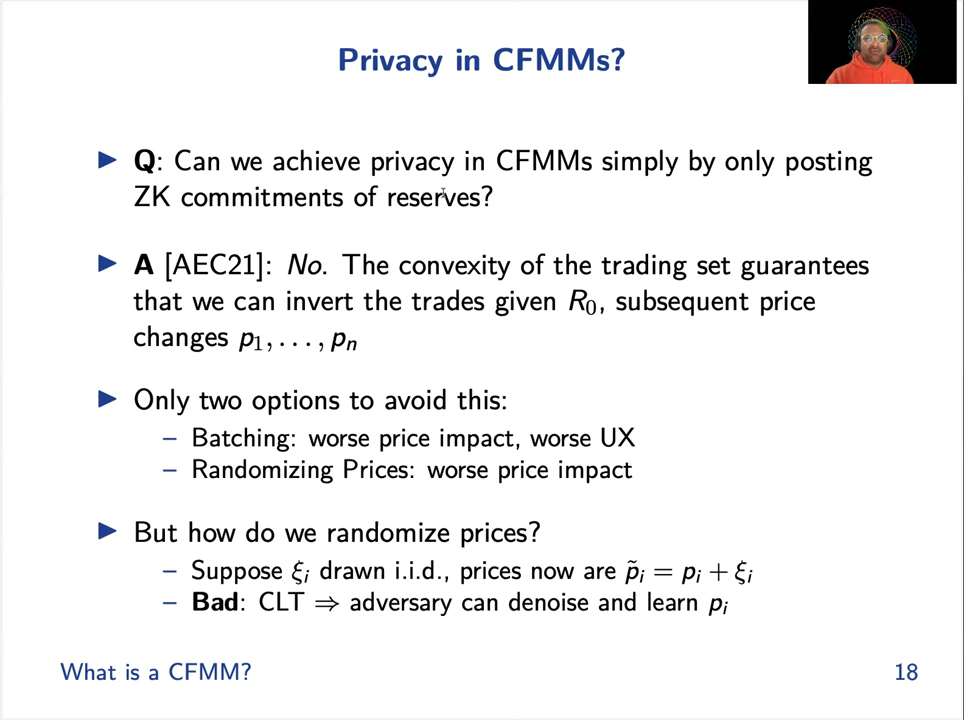 Privacy in CFMMs?
▶ Q: Can we achieve privacy in CFMMs simply by only posting
ZK commitments of reserves?
▶ A [AEC21]: No. The convexity of the trading set guarantees
that we can invert the trades given R₀, subsequent price
changes p₁, . . . , pₙ
▶ Only two options to avoid this:
– Batching: worse price impact, worse UX
– Randomizing Prices: worse price impact
▶ But how do we randomize prices?
– Suppose ξᵢ drawn i.i.d., prices now are p̃ᵢ = pᵢ + ξᵢ
– Bad: CLT ⇒ adversary can denoise and learn pᵢ
What is a CFMM?
18